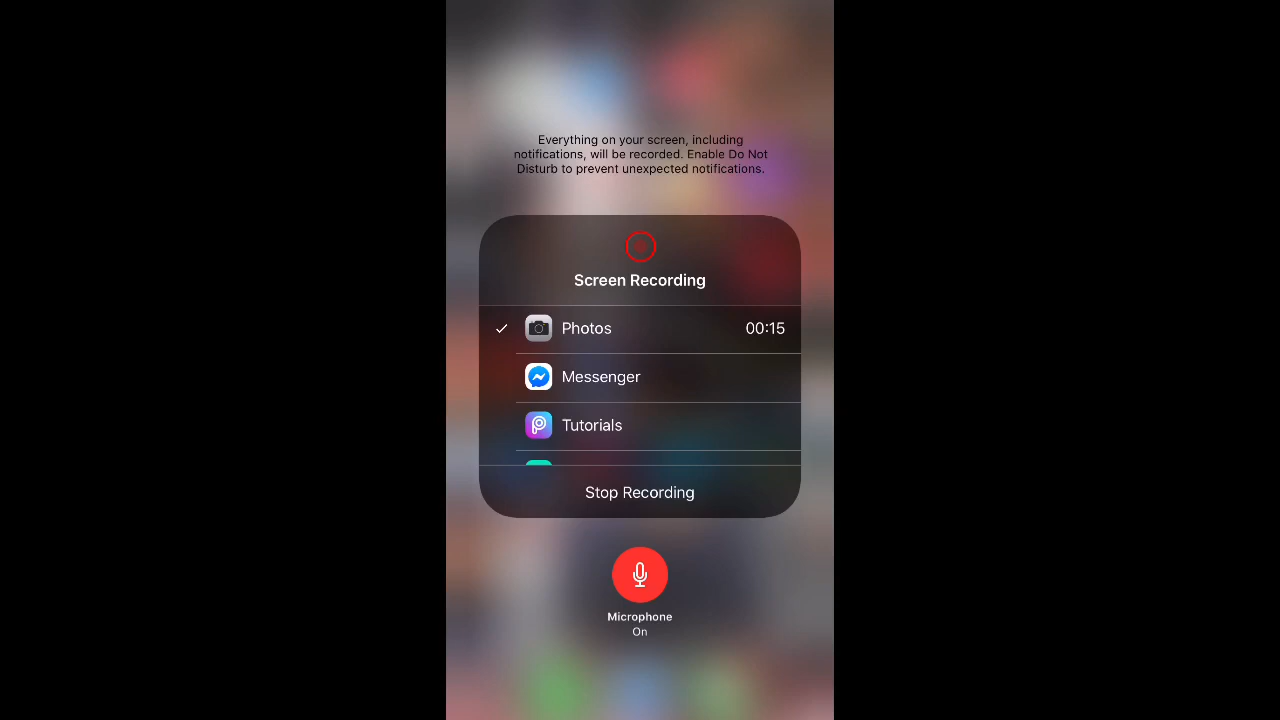 Everything on your screen, including
notifications, will be recorded. Enable Do Not
Disturb to prevent unexpected notifications.
Screen Recording
Photos 00:15
Messenger
Tutorials
Stop Recording
Microphone
On